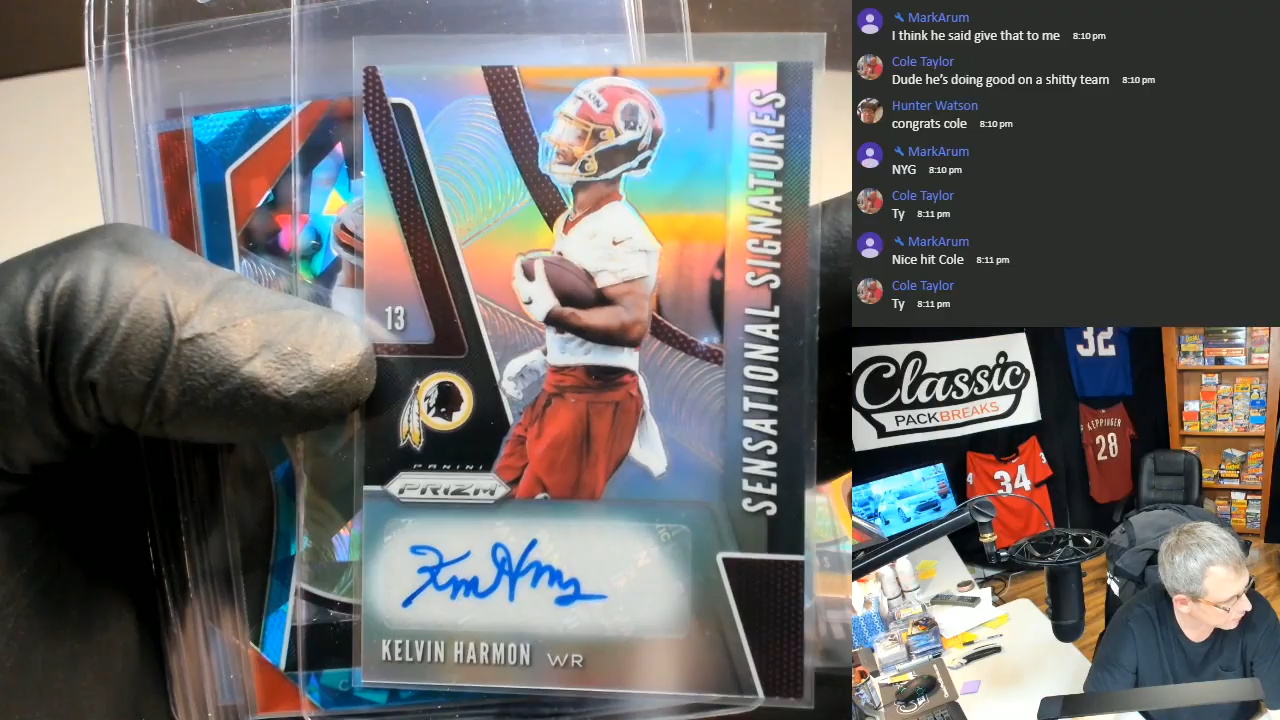 MarkArum
I think he said give that to me 8:10 pm
Cole Taylor
Dude he's doing good on a shitty team 8:10 pm
Hunter Watson
congrats cole 8:10 pm
MarkArum
NYG 8:10 pm
Cole Taylor
Ty 8:11 pm
MarkArum
Nice hit Cole 8:11 pm
Cole Taylor
Ty 8:11 pm
SENSATIONAL SIGNATURES
13
PANINI
PRIZM
KELVIN HARMON WR
Classic
PACKBREAKS
32
34
KEPPINGER
28